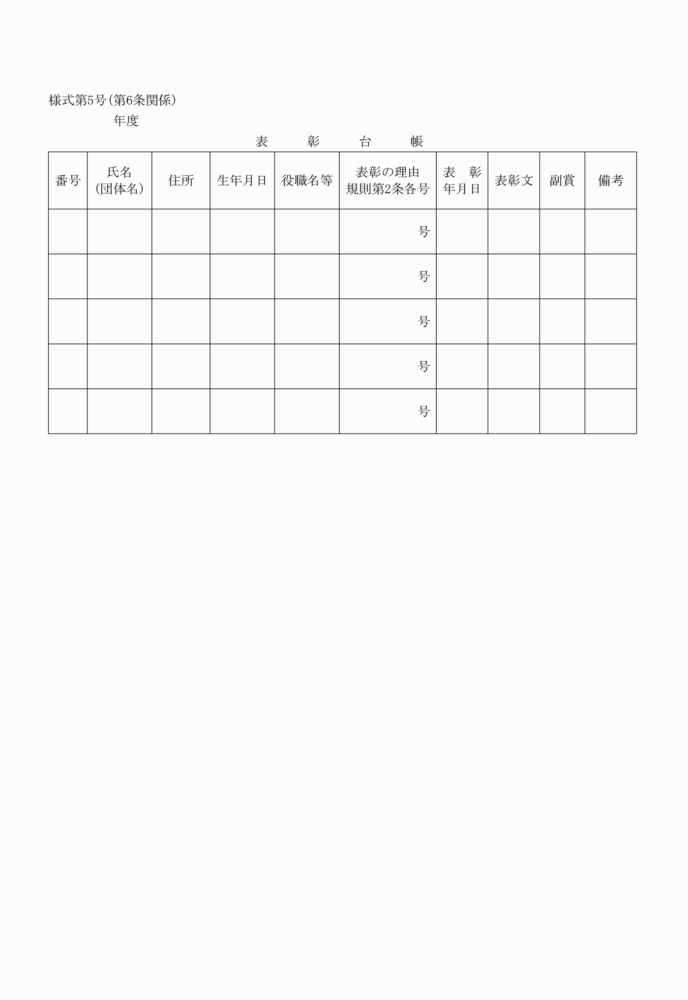 様式第5号(第6条関係)
年度
表　彰　台　帳
番号 氏名(団体名) 住所 生年月日 役職名等 表彰の理由規則第2条各号 表　彰年月日 表彰文 副賞 備考
号
号
号
号
号